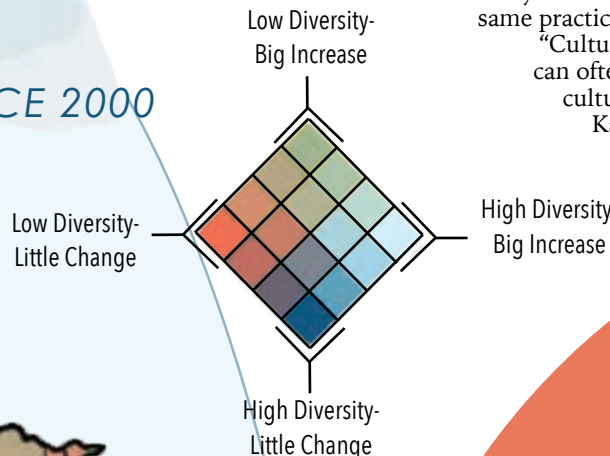 Low Diversity-
Big Increase
same practic
"Cultu
can ofte
cultu
K
CE 2000
Low Diversity-
Little Change
High Diversity
Big Increase
High Diversity-
Little Change